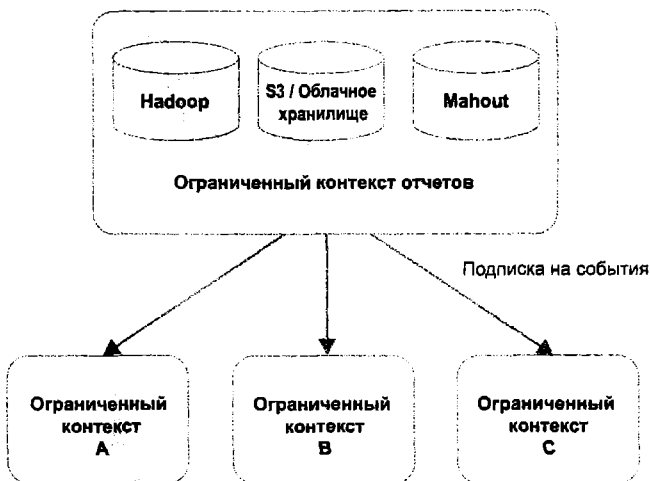 Hadoop
S3 / Облачное
хранилище
Mahout
Ограниченный контекст отчетов
Подписка на события
Ограниченный
контекст
A
Ограниченный
контекст
B
Ограниченный
контекст
C